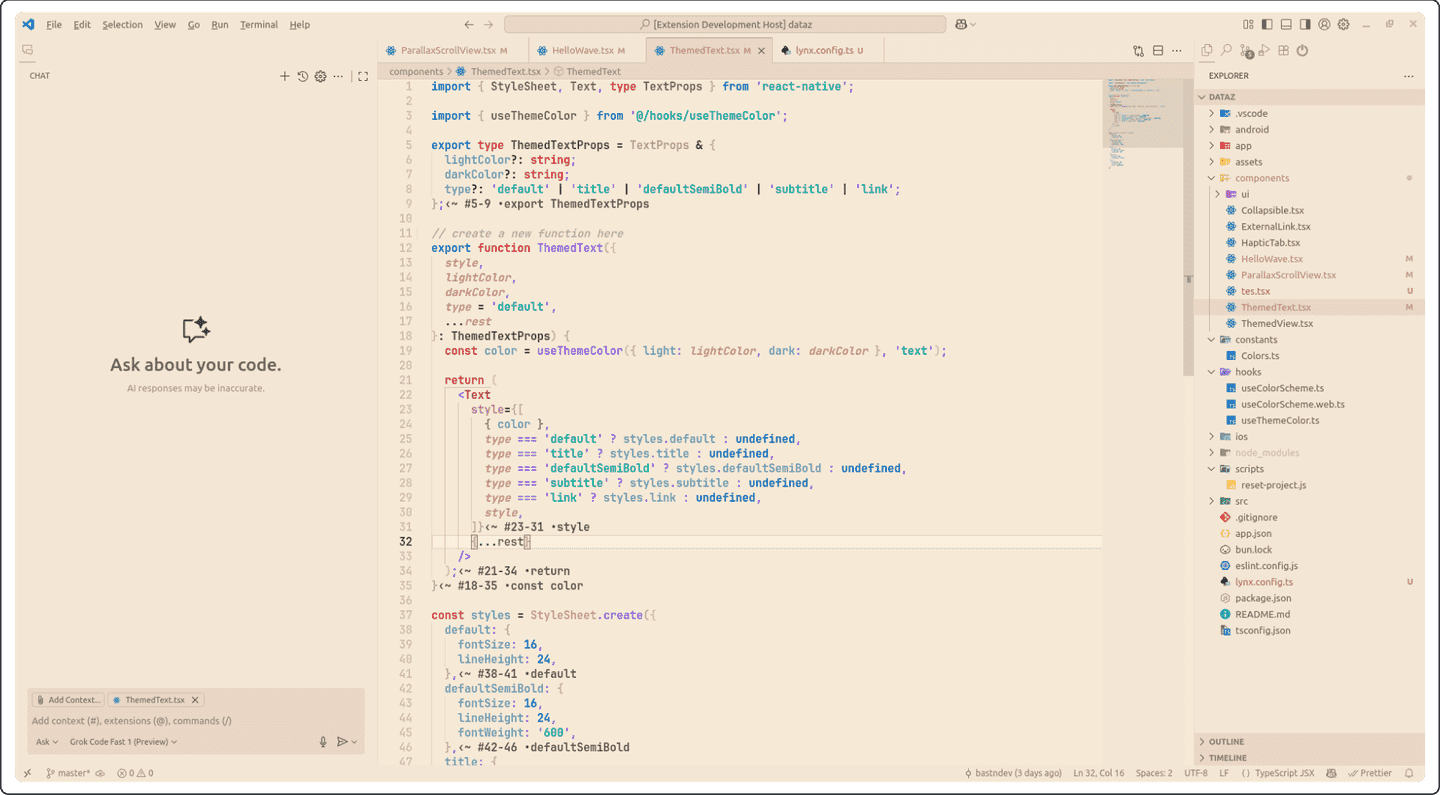 File Edit Selection View Go Run Terminal Help
[Extension Development Host] dataz
CHAT
Ask about your code.
AI responses may be inaccurate.
Add Context...
ThemedText.tsx
Add context (#), extensions (@), commands (/)
Ask
Grok Code Fast 1 (Preview)
ParallaxScrollView.tsx M
HelloWave.tsx M
ThemedText.tsx M
lynx.config.ts U
components > ThemedText.tsx > ThemedText
1 import { StyleSheet, Text, type TextProps } from 'react-native';
2
3 import { useThemeColor } from '@/hooks/useThemeColor';
4
5 export type ThemedTextProps = TextProps & {
6 lightColor?: string;
7 darkColor?: string;
8 type?: 'default' | 'title' | 'defaultSemiBold' | 'subtitle' | 'link';
9 };<~ #5-9 •export ThemedTextProps
10
11 // create a new function here
12 export function ThemedText({
13 style,
14 lightColor,
15 darkColor,
16 type = 'default',
17 ...rest
18 }: ThemedTextProps) {
19 const color = useThemeColor({ light: lightColor, dark: darkColor }, 'text');
20
21 return (
22 <Text
23 style={[
24 { color },
25 type === 'default' ? styles.default : undefined,
26 type === 'title' ? styles.title : undefined,
27 type === 'defaultSemiBold' ? styles.defaultSemiBold : undefined,
28 type === 'subtitle' ? styles.subtitle : undefined,
29 type === 'link' ? styles.link : undefined,
30 style,
31 ]}<~ #23-31 •style
32 {...rest}
33 />
34 );<~ #21-34 •return
35 }<~ #18-35 •const color
36
37 const styles = StyleSheet.create({
38 default: {
39 fontSize: 16,
40 lineHeight: 24,
41 },<~ #38-41 •default
42 defaultSemiBold: {
43 fontSize: 16,
44 lineHeight: 24,
45 fontWeight: '600',
46 },<~ #42-46 •defaultSemiBold
47 title: {
EXPLORER
DATAZ
.vscode
android
app
assets
components
ui
Collapsible.tsx
ExternalLink.tsx
HapticTab.tsx
HelloWave.tsx M
ParallaxScrollView.tsx M
tes.tsx U
ThemedText.tsx M
ThemedView.tsx
constants
Colors.ts
hooks
useColorScheme.ts
useColorScheme.web.ts
useThemeColor.ts
ios
node_modules
scripts
reset-project.js
src
.gitignore
app.json
bun.lock
eslint.config.js
lynx.config.ts U
package.json
README.md
tsconfig.json
OUTLINE
TIMELINE
master* 0 0
bastndev (3 days ago) Ln 32, Col 16 Spaces: 2 UTF-8 LF { } TypeScript JSX Prettier